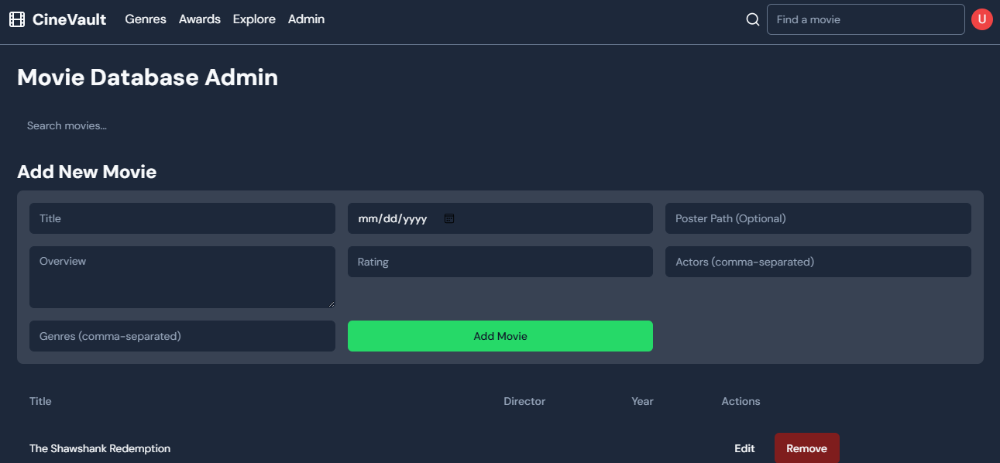 CineVault Genres Awards Explore Admin Find a movie U
Movie Database Admin
Search movies...
Add New Movie
Title mm/dd/yyyy Poster Path (Optional)
Overview Rating Actors (comma-separated)
Genres (comma-separated) Add Movie
Title Director Year Actions
The Shawshank Redemption Edit Remove